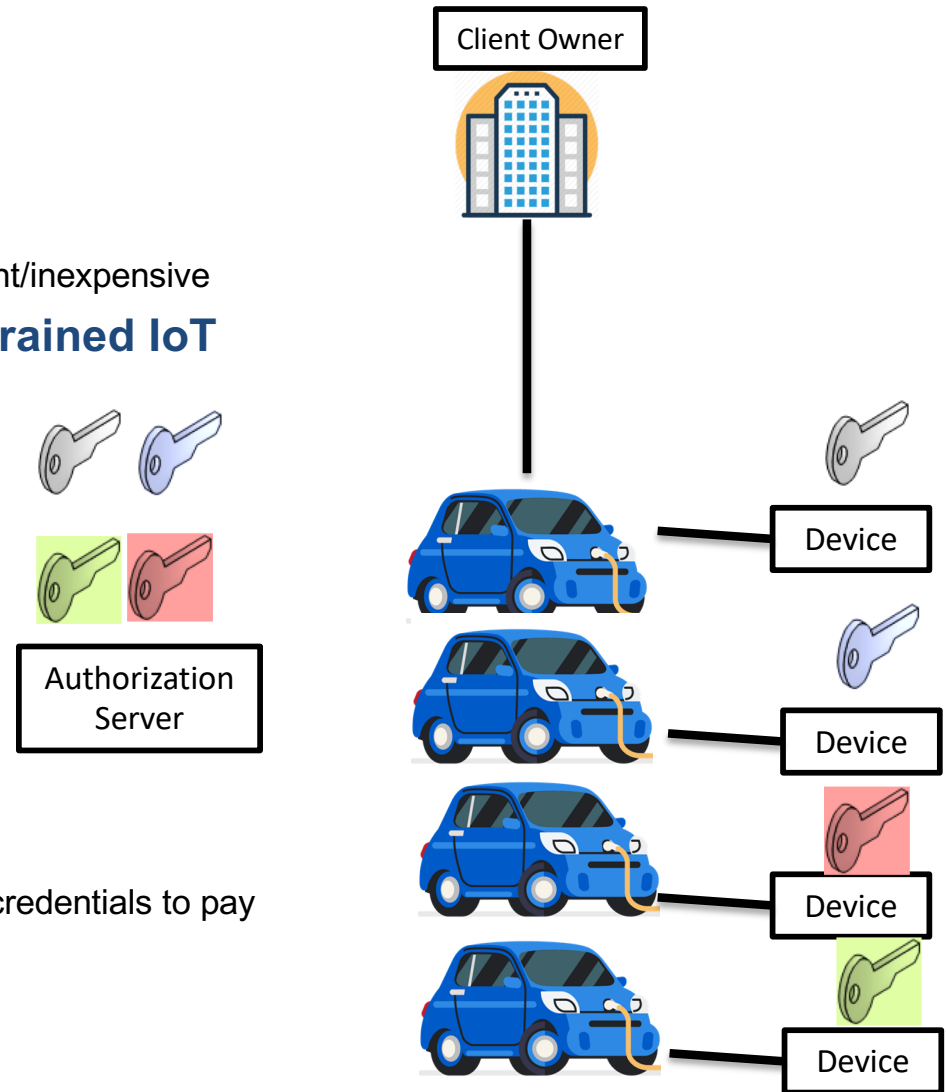 Client Owner
nt/inexpensive
rained IoT
Device
Authorization
Server
Device
credentials to pay
Device
Device